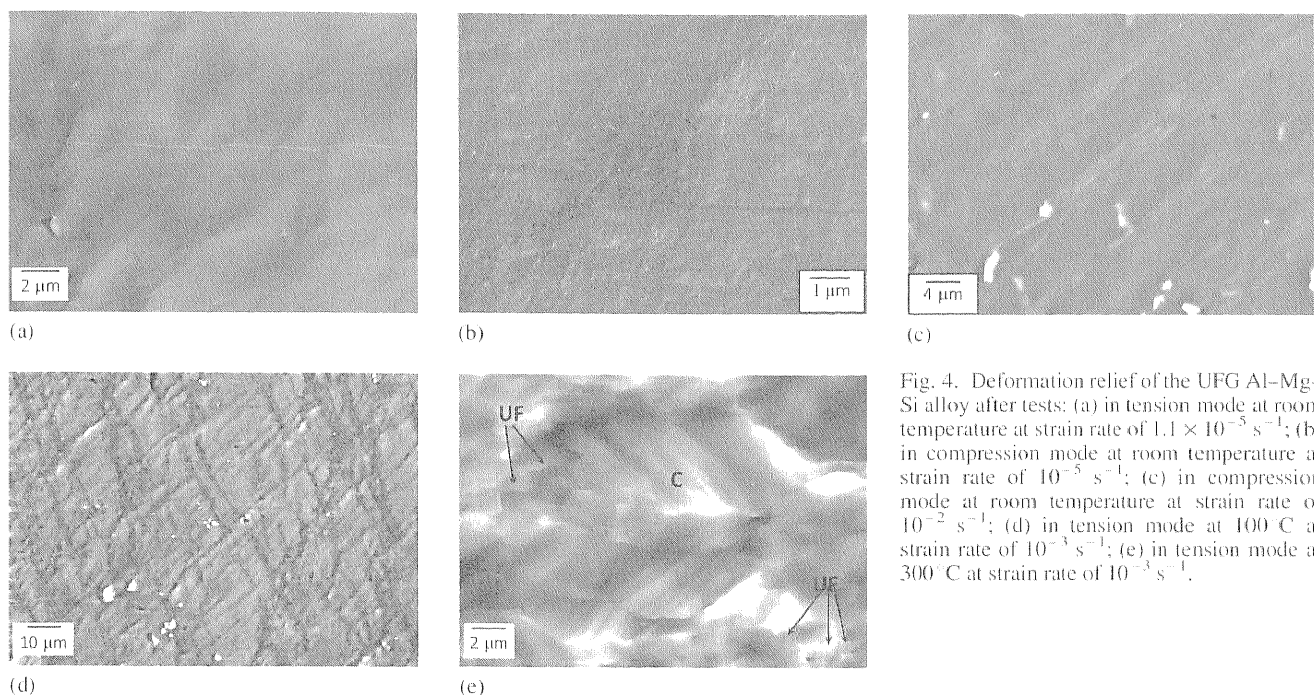 2 μm
(a)
1 μm
(b)
4 μm
(c)
10 μm
(d)
UF
C
UF
2 μm
(e)
Fig. 4. Deformation relief of the UFG Al–Mg–
Si alloy after tests: (a) in tension mode at room
temperature at strain rate of 1.1 × 10⁻⁵ s⁻¹; (b
in compression mode at room temperature a
strain rate of 10⁻⁵ s⁻¹; (c) in compression
mode at room temperature at strain rate o
10⁻² s⁻¹; (d) in tension mode at 100 C a
strain rate of 10⁻³ s⁻¹; (e) in tension mode a
300°C at strain rate of 10⁻³ s⁻¹.